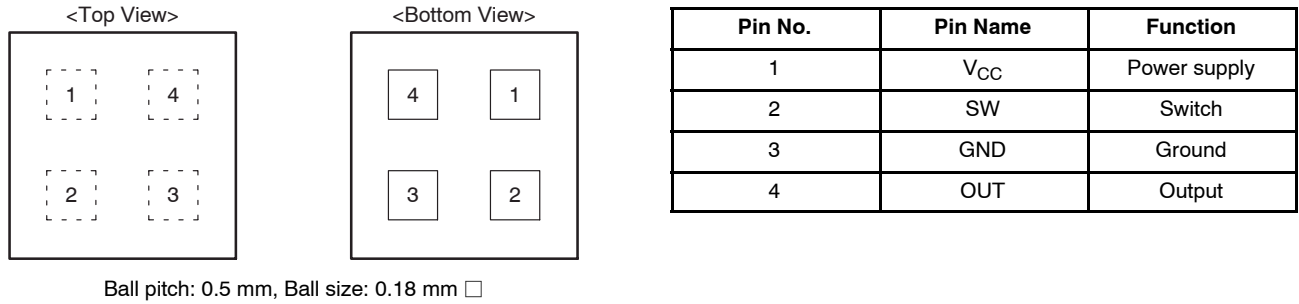 <Top View>
1 4
2 3
<Bottom View>
4 1
3 2
Ball pitch: 0.5 mm, Ball size: 0.18 mm □
Pin No. Pin Name Function
1 VCC Power supply
2 SW Switch
3 GND Ground
4 OUT Output